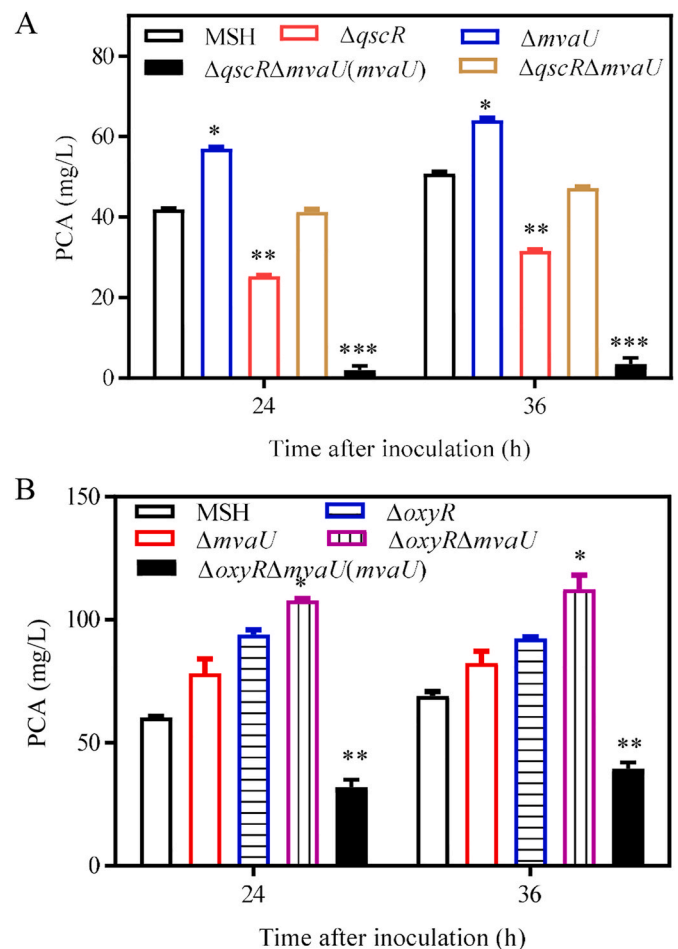 A
MSH ΔqscR ΔmvaU
ΔqscRΔmvaU(mvaU) ΔqscRΔmvaU
PCA (mg/L)
80
60
40
20
0
* ** *** * ** ***
24 36
Time after inoculation (h)
B
MSH ΔoxyR
ΔmvaU ΔoxyRΔmvaU
ΔoxyRΔmvaU(mvaU)
PCA (mg/L)
150
100
50
0
* ** * **
24 36
Time after inoculation (h)